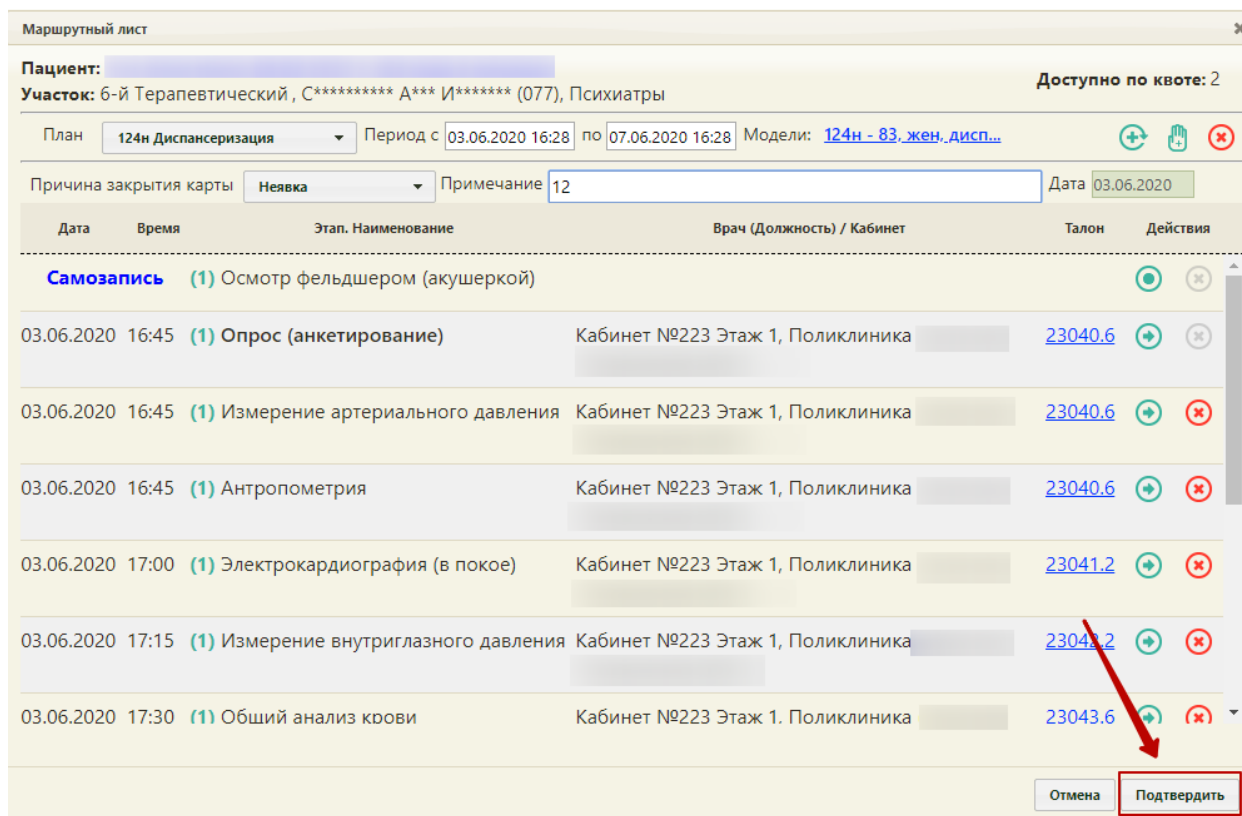 Маршрутный лист
Пациент:
Участок: 6-й Терапевтический , С********** А*** И******* (077), Психиатры
Доступно по квоте: 2
План 124н Диспансеризация Период с 03.06.2020 16:28 по 07.06.2020 16:28 Модели: 124н - 83, жен, дисп...
Причина закрытия карты Неявка Примечание 12 Дата 03.06.2020
Дата Время Этап. Наименование Врач (Должность) / Кабинет Талон Действия
Самозапись (1) Осмотр фельдшером (акушеркой)
03.06.2020 16:45 (1) Опрос (анкетирование) Кабинет №223 Этаж 1, Поликлиника 23040.6
03.06.2020 16:45 (1) Измерение артериального давления Кабинет №223 Этаж 1, Поликлиника 23040.6
03.06.2020 16:45 (1) Антропометрия Кабинет №223 Этаж 1, Поликлиника 23040.6
03.06.2020 17:00 (1) Электрокардиография (в покое) Кабинет №223 Этаж 1, Поликлиника 23041.2
03.06.2020 17:15 (1) Измерение внутриглазного давления Кабинет №223 Этаж 1, Поликлиника 23042.2
03.06.2020 17:30 (1) Общий анализ крови Кабинет №223 Этаж 1, Поликлиника 23043.6
Отмена Подтвердить